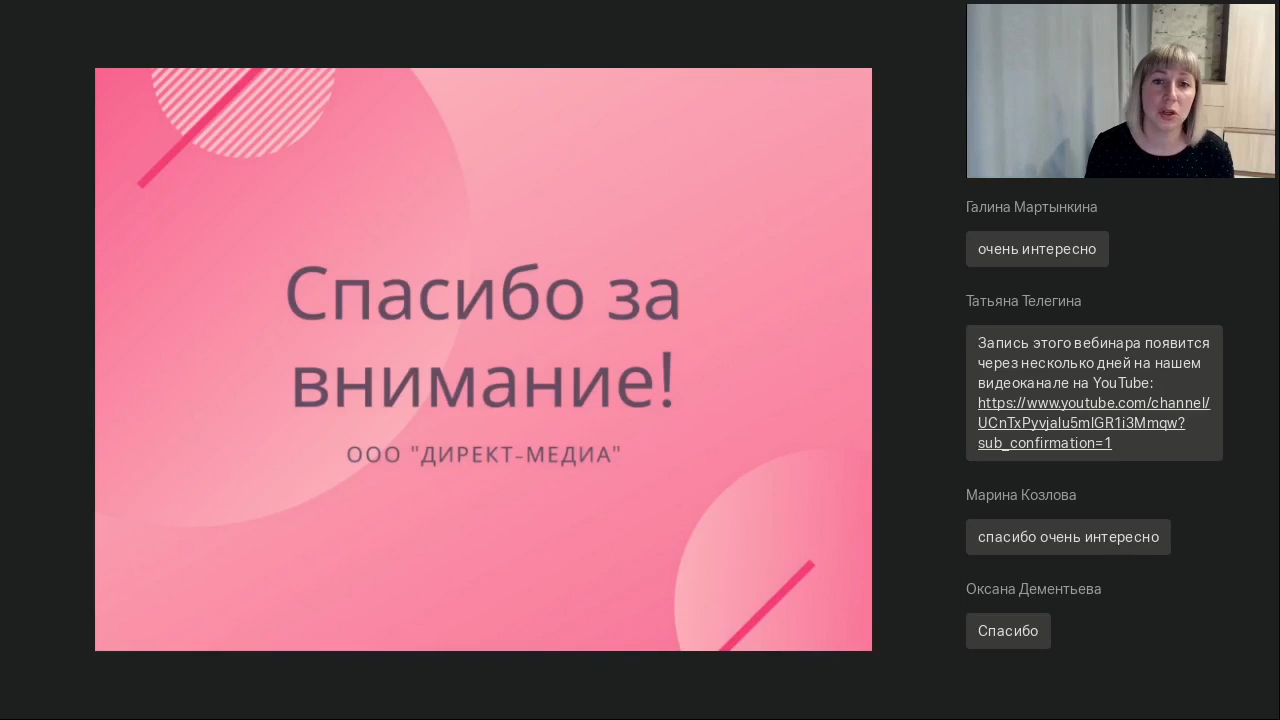 Спасибо за
внимание!
ООО "ДИРЕКТ-МЕДИА"
Галина Мартынкина
очень интересно
Татьяна Телегина
Запись этого вебинара появится
через несколько дней на нашем
видеоканале на YouTube:
https://www.youtube.com/channel/
UCnTxPyvjalu5mlGR1i3Mmqw?
sub_confirmation=1
Марина Козлова
спасибо очень интересно
Оксана Дементьева
Спасибо